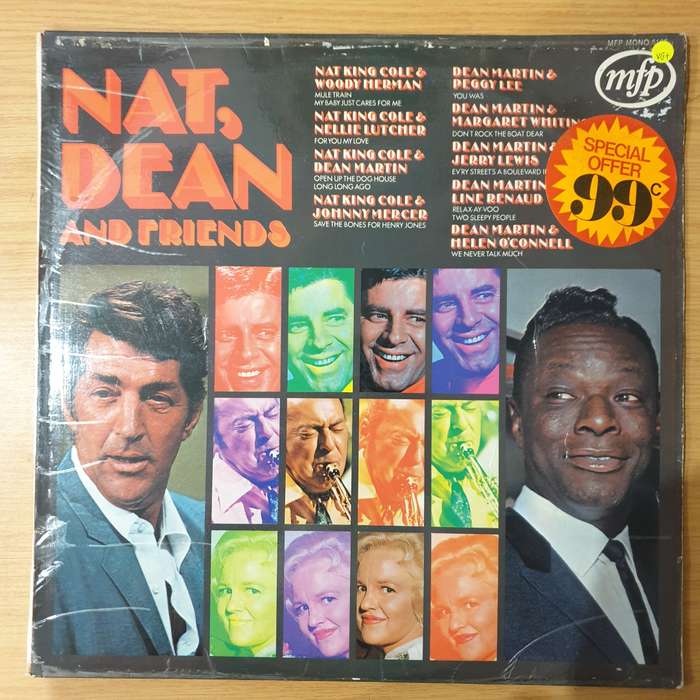 MFP MONO
VG+
mfp
NAT,
DEAN
AND FRIENDS
NAT KING COLE &
WOODY HERMAN
MULE TRAIN
MY BABY JUST CARES FOR ME
NAT KING COLE &
NELLIE LUTCHER
FOR YOU MY LOVE
NAT KING COLE &
DEAN MARTIN
OPEN UP THE DOG HOUSE
LONG LONG AGO
NAT KING COLE &
JOHNNY MERCER
SAVE THE BONES FOR HENRY JONES
DEAN MARTIN &
PEGGY LEE
YOU WAS
DEAN MARTIN &
MARGARET WHITIN
DON'T ROCK THE BOAT DEAR
DEAN MARTIN
JERRY LEWIS
EV'RY STREET'S A BOULEVARD I
DEAN MARTIN
LINE RENAUD
RELAX-AY-VOO
TWO SLEEPY PEOPLE
DEAN MARTIN &
HELEN O'CONNELL
WE NEVER TALK MUCH
SPECIAL
OFFER
99c